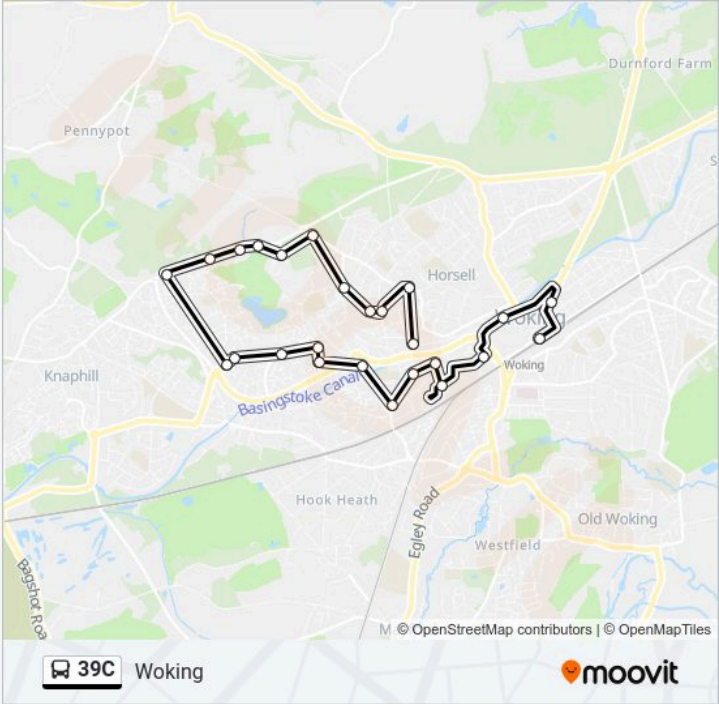 Durnford Farm
Pennypot
Horsell
Woking
Woking
Knaphill
Basingstoke Canal
Hook Heath
Egley Road
Old Woking
Westfield
Bagshot Roa
© OpenStreetMap contributors | © OpenMapTiles
39C Woking
moovit